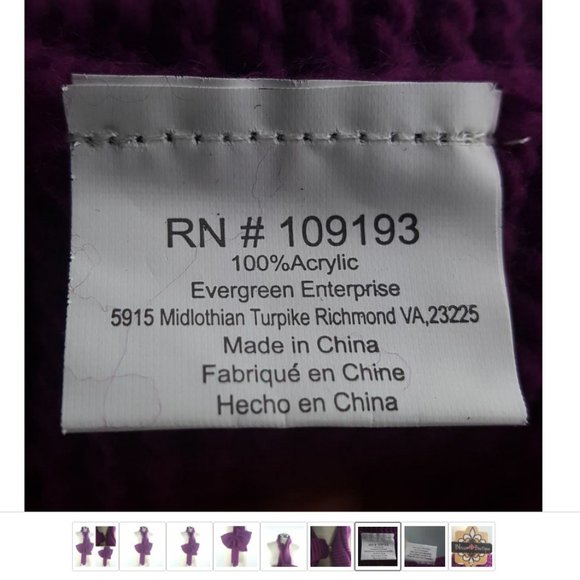 RN # 109193
100%Acrylic
Evergreen Enterprise
5915 Midlothian Turpike Richmond VA,23225
Made in China
Fabriqué en Chine
Hecho en China